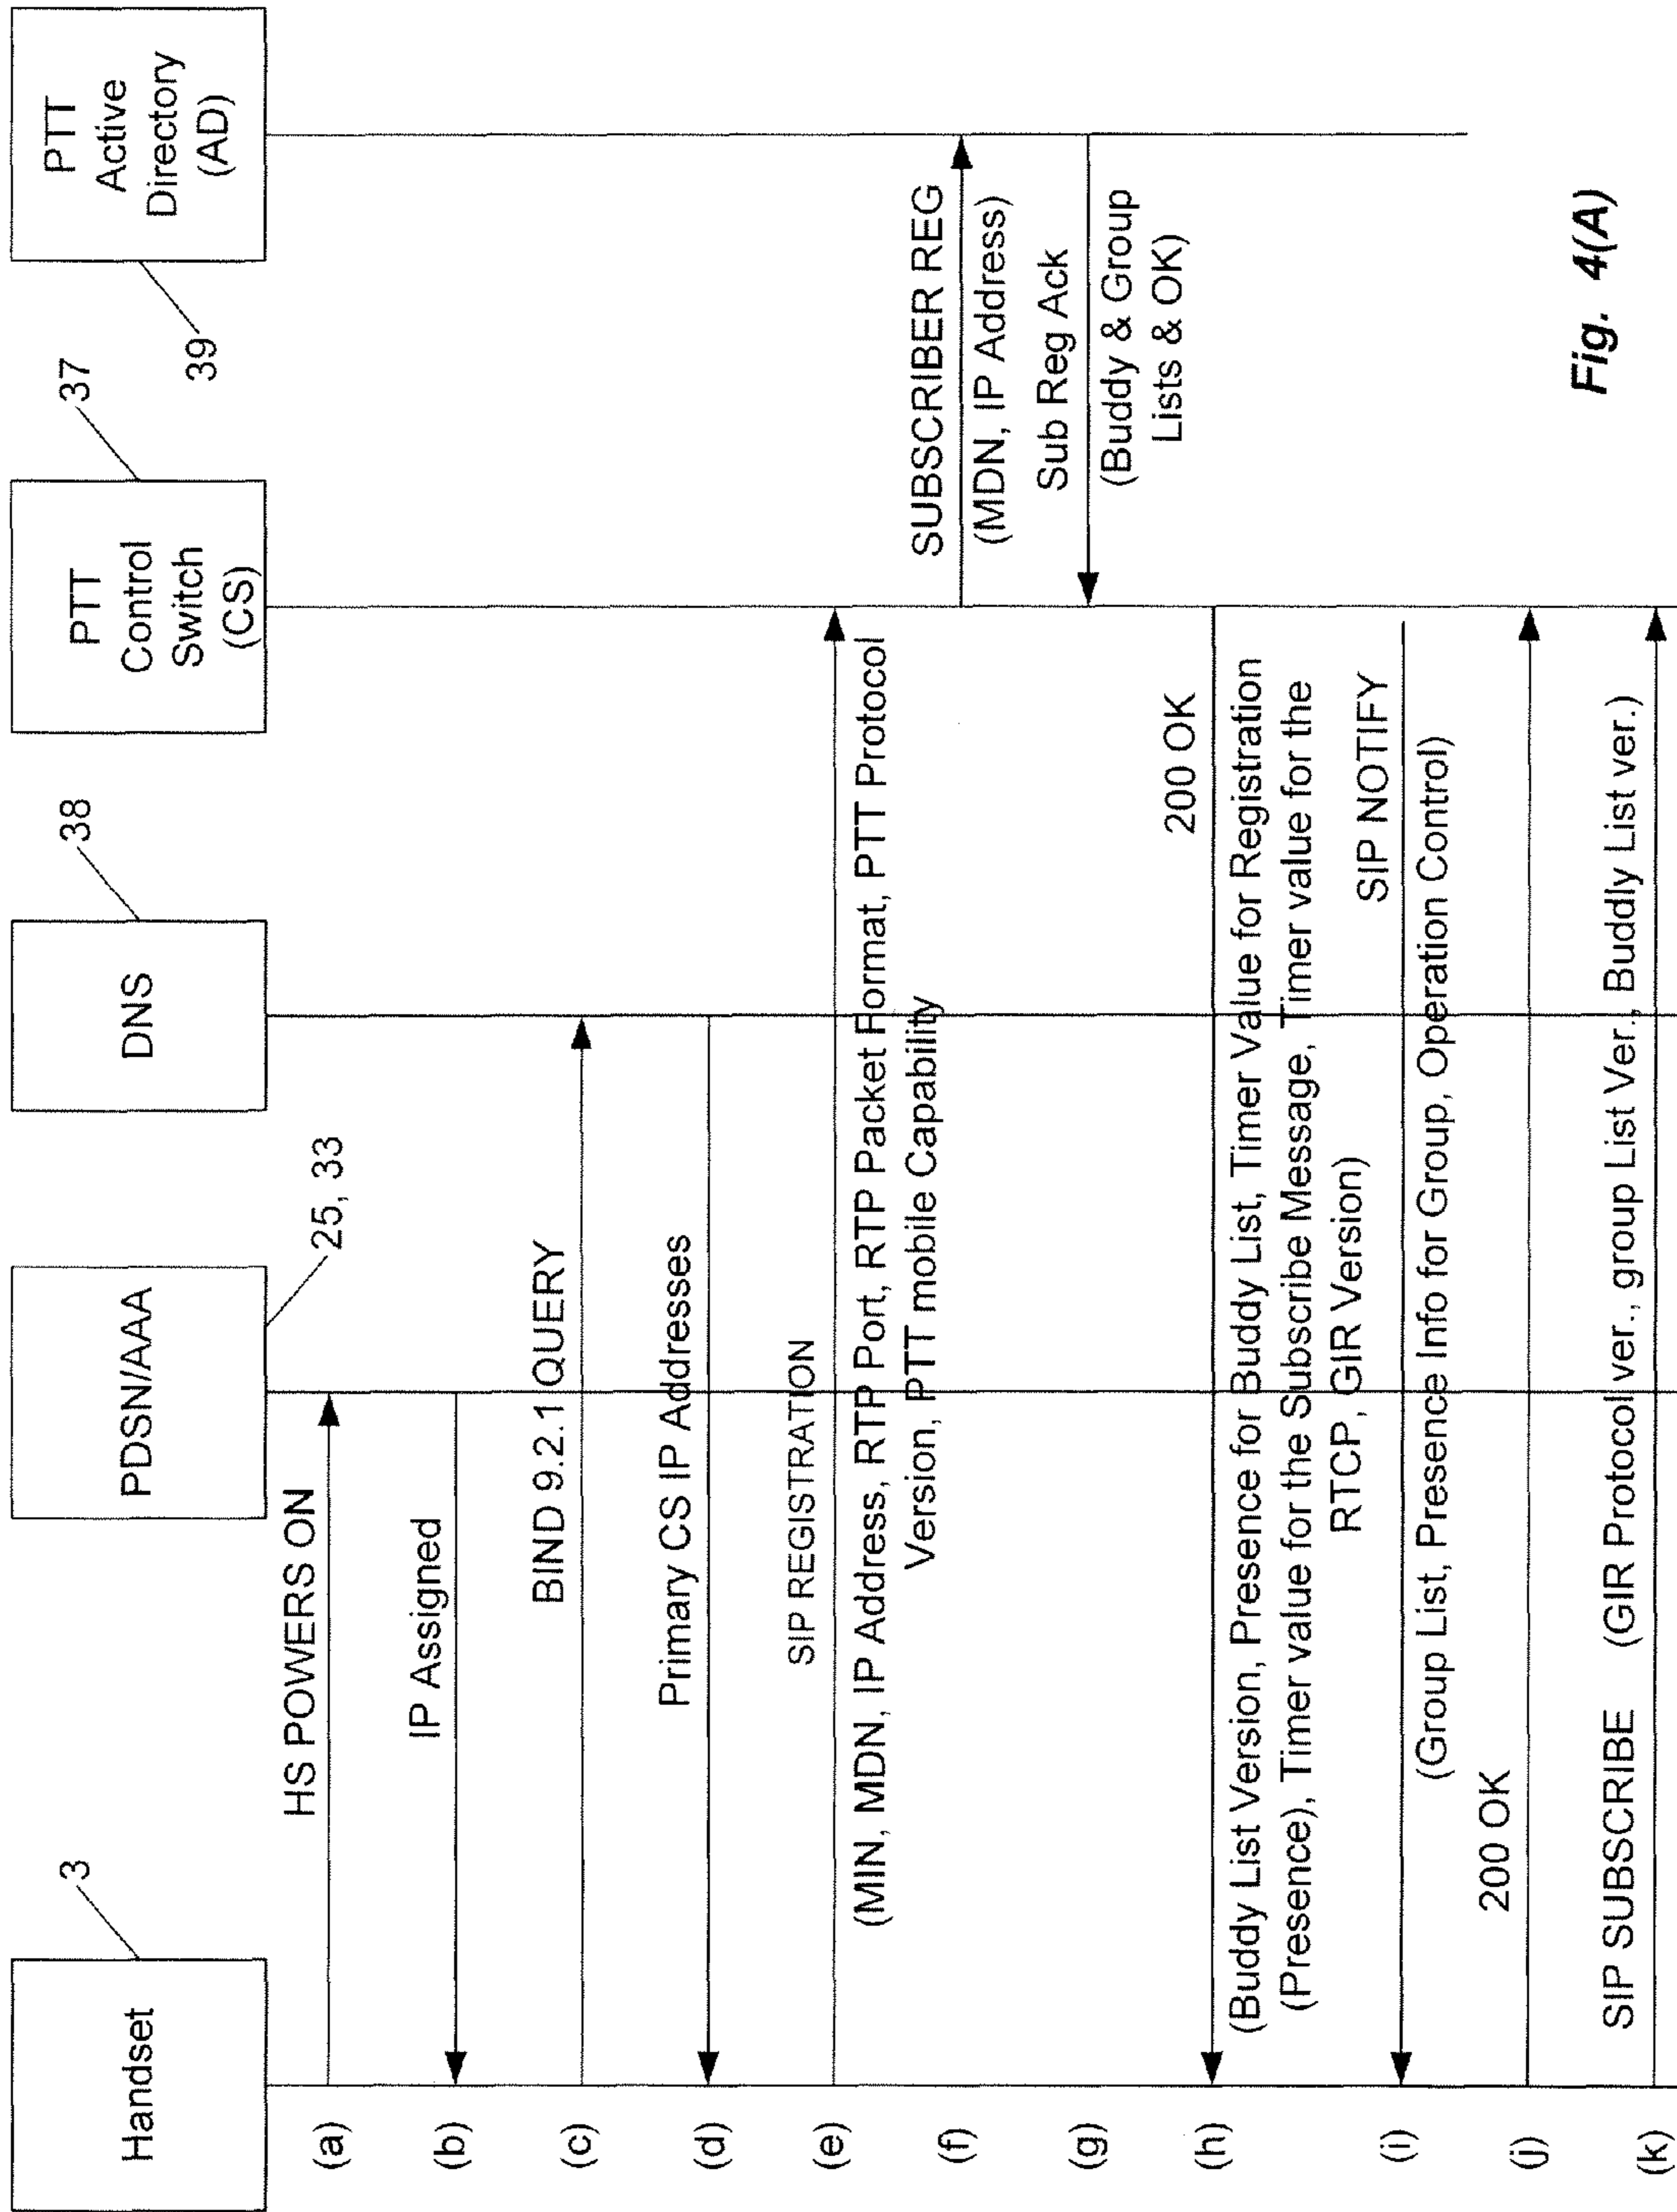 Handset
3
PDSN/AAA
25, 33
DNS
38
PTT
Control
Switch
(CS)
37
PTT
Active
Directory
(AD)
39
(a)
HS POWERS ON
(b)
IP Assigned
(c)
BIND 9.2.1 QUERY
(d)
Primary CS IP Addresses
(e)
SIP REGISTRATION
(MIN, MDN, IP Address, RTP Port, RTP Packet Format, PTT Protocol
Version, PTT mobile Capability
(f)
SUBSCRIBER REG
(MDN, IP Address)
(g)
Sub Reg Ack
(Buddy & Group
Lists & OK)
(h)
200 OK
(Buddy List Version, Presence for Buddy List, Timer Value for Registration
(Presence), Timer value for the Subscribe Message, Timer value for the
RTCP, GIR Version)
(i)
SIP NOTIFY
(Group List, Presence Info for Group, Operation Control)
(j)
200 OK
(k)
SIP SUBSCRIBE (GIR Protocol ver., group List Ver., Buddly List ver.)
Fig. 4(A)